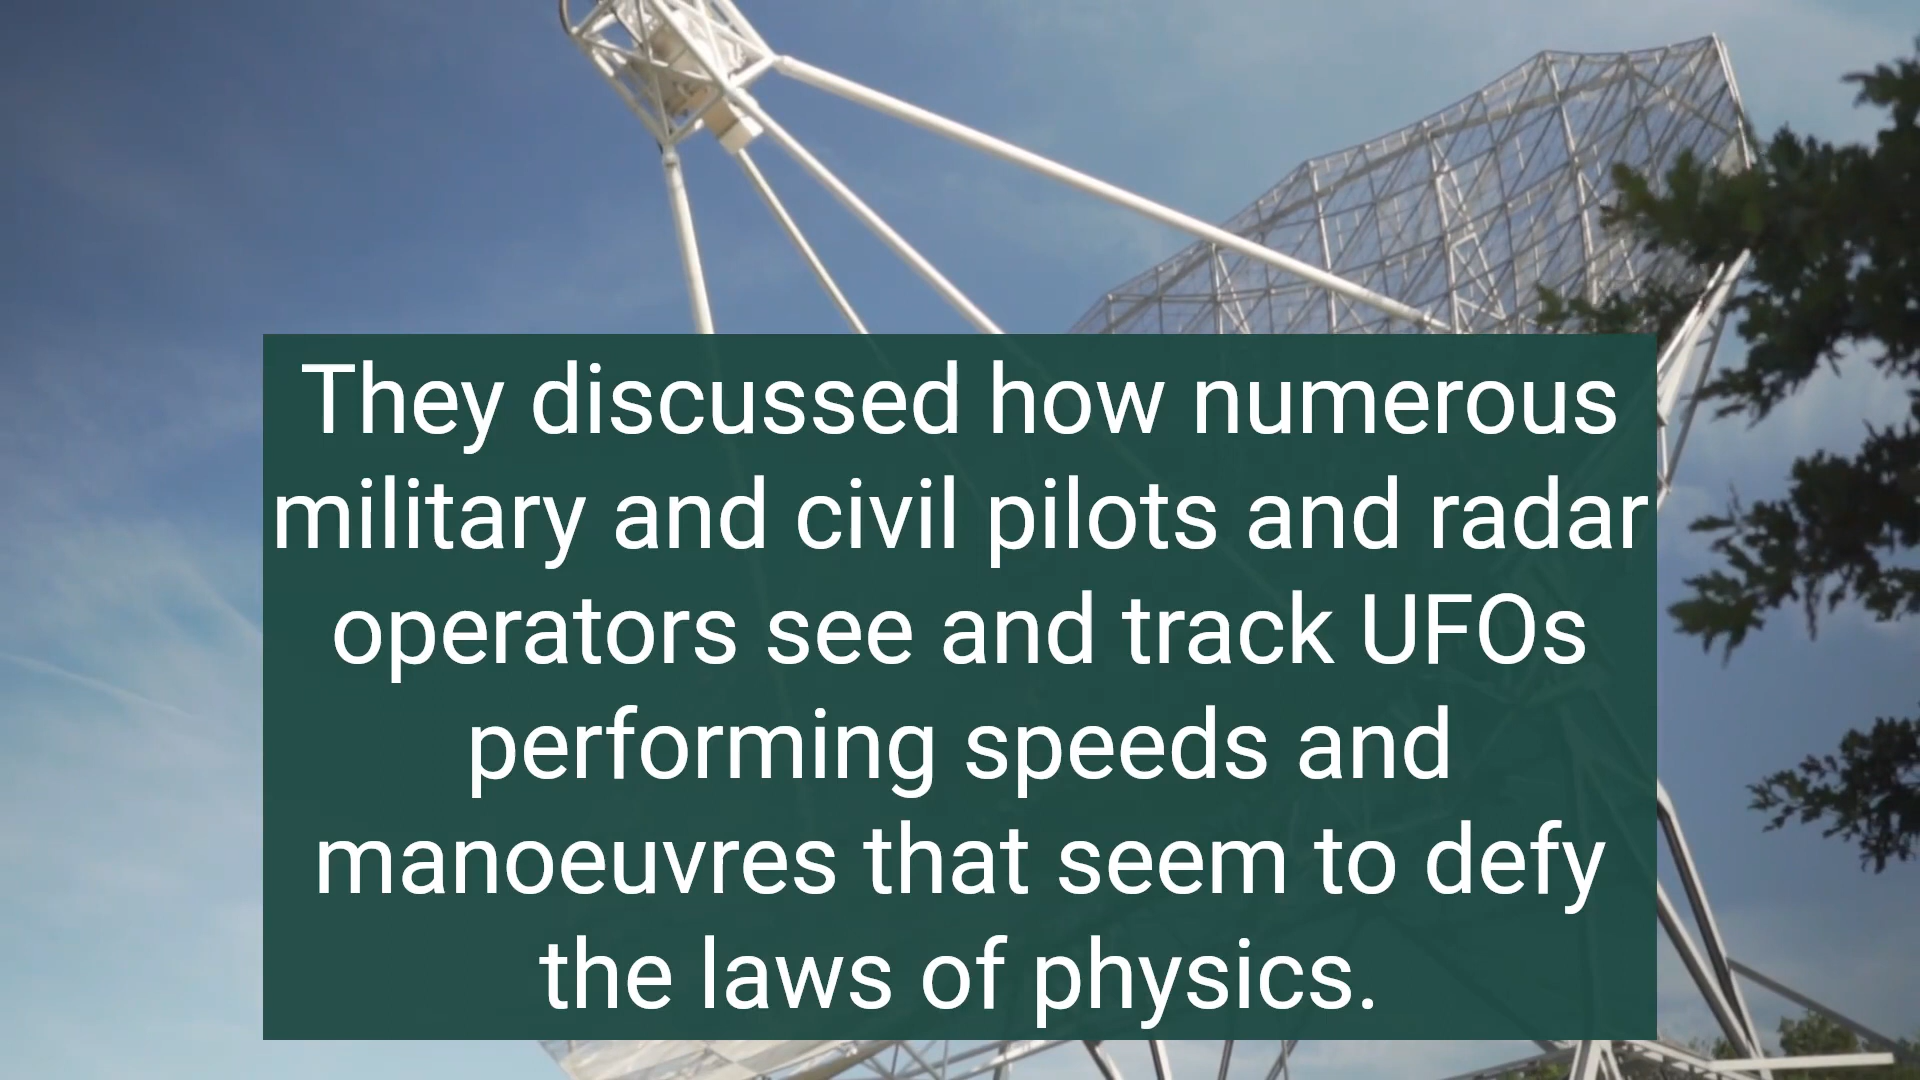 They discussed how numerous
military and civil pilots and radar
operators see and track UFOs
performing speeds and
manoeuvres that seem to defy
the laws of physics.